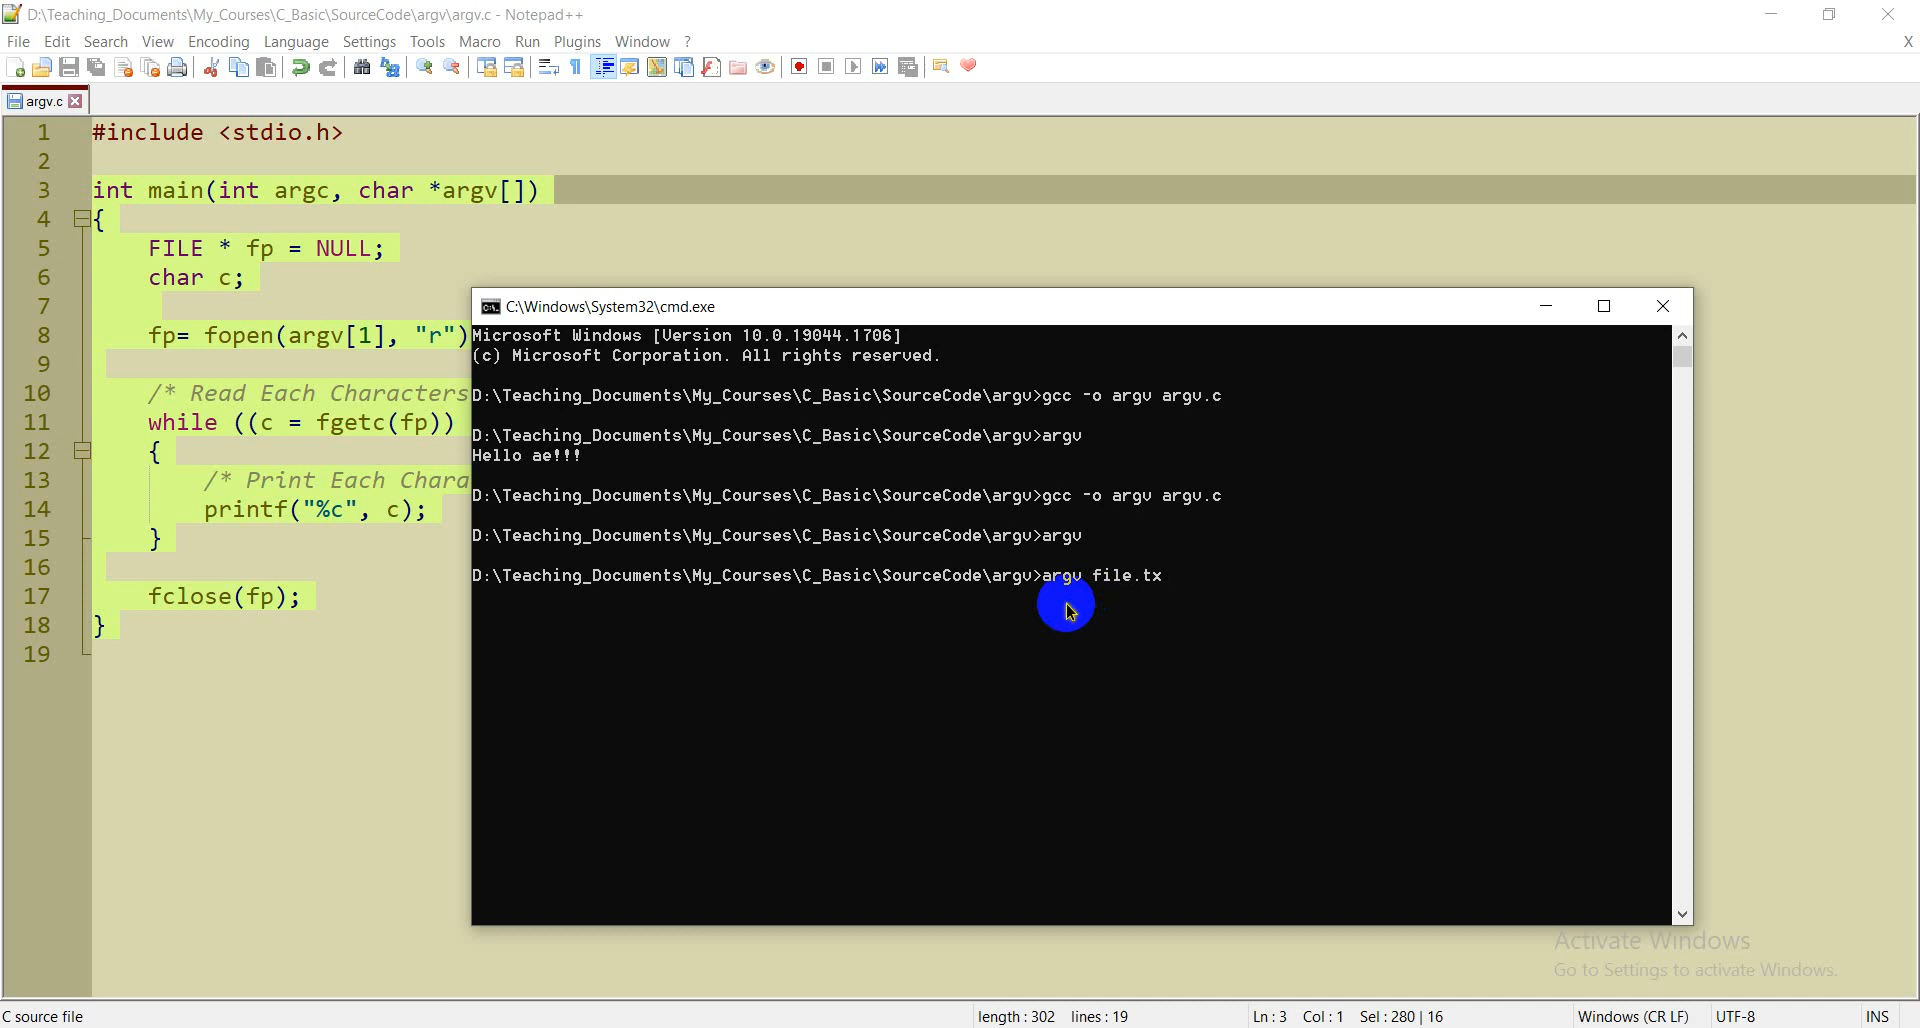 D:\Teaching_Documents\My_Courses\C_Basic\SourceCode\argv\argv.c - Notepad++
File Edit Search View Encoding Language Settings Tools Macro Run Plugins Window ? X
argv.c
1 #include <stdio.h>
2
3 int main(int argc, char *argv[])
4 {
5 FILE * fp = NULL;
6 char c;
7
8 fp= fopen(argv[1], "r")
9
10 /* Read Each Characters
11 while ((c = fgetc(fp))
12 {
13 /* Print Each Chara
14 printf("%c", c);
15 }
16
17 fclose(fp);
18 }
19
C:\Windows\System32\cmd.exe
Microsoft Windows [Version 10.0.19044.1706]
(c) Microsoft Corporation. All rights reserved.
D:\Teaching_Documents\My_Courses\C_Basic\SourceCode\argv>gcc -o argv argv.c
D:\Teaching_Documents\My_Courses\C_Basic\SourceCode\argv>argv
Hello ae!!!
D:\Teaching_Documents\My_Courses\C_Basic\SourceCode\argv>gcc -o argv argv.c
D:\Teaching_Documents\My_Courses\C_Basic\SourceCode\argv>argv
D:\Teaching_Documents\My_Courses\C_Basic\SourceCode\argv>argv file.tx
Activate Windows
Go to Settings to activate Windows.
C source file length : 302 lines : 19 Ln : 3 Col : 1 Sel : 280 | 16 Windows (CR LF) UTF-8 INS